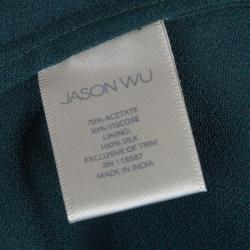 JASON WU
70% ACETATE
30% VISCOSE
LINING:
100% SILK
EXCLUSIVE OF TRIM
RN 118587
MADE IN INDIA